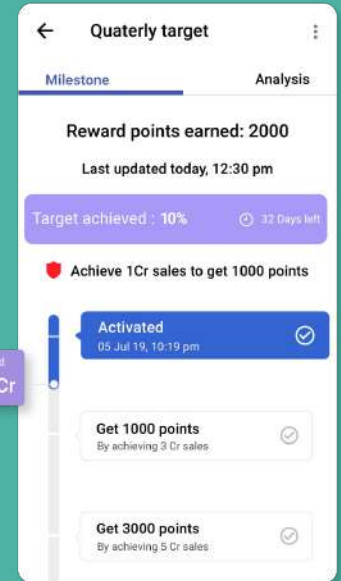 Quaterly target
Milestone
Analysis
Reward points earned: 2000
Last updated today, 12:30 pm
Target achieved : 10%
32 Days left
Achieve 1Cr sales to get 1000 points
Activated
05 Jul 19, 10:19 pm
Cr
Get 1000 points
By achieving 3 Cr sales
Get 3000 points
By achieving 5 Cr sales